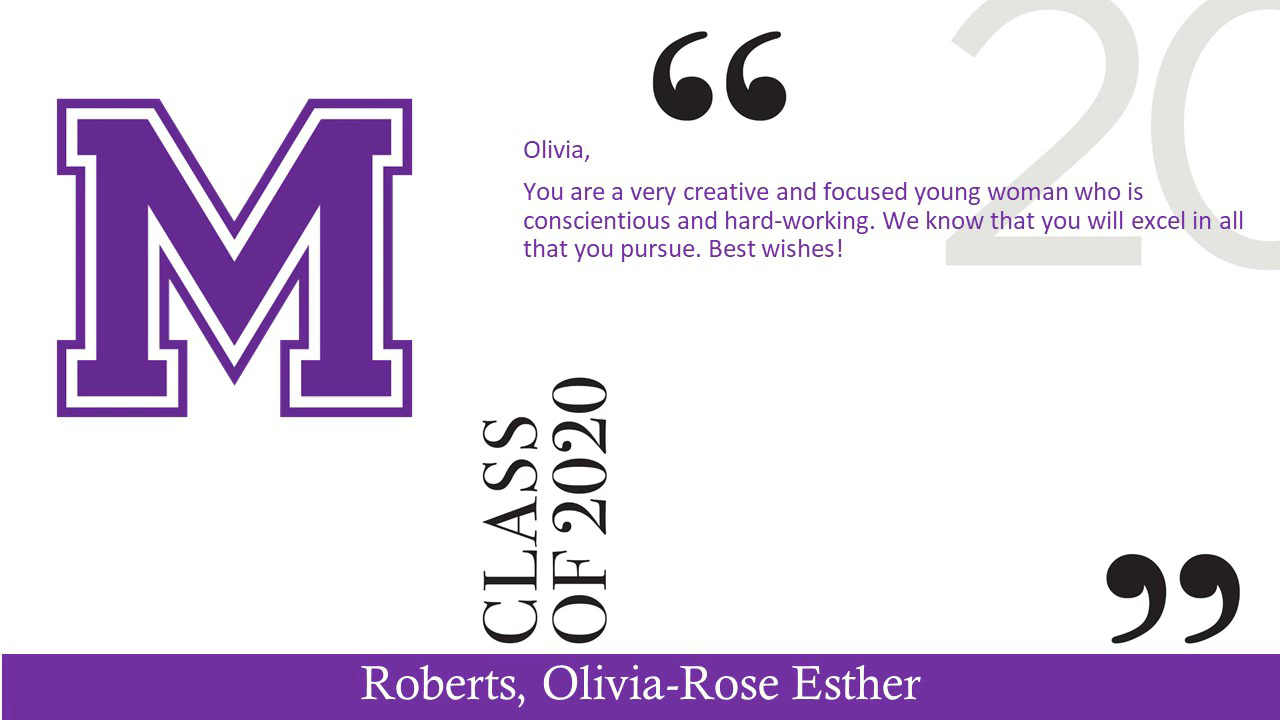 M
“
20
Olivia,
You are a very creative and focused young woman who is
conscientious and hard-working. We know that you will excel in all
that you pursue. Best wishes!
CLASS
OF 2020
”
Roberts, Olivia-Rose Esther